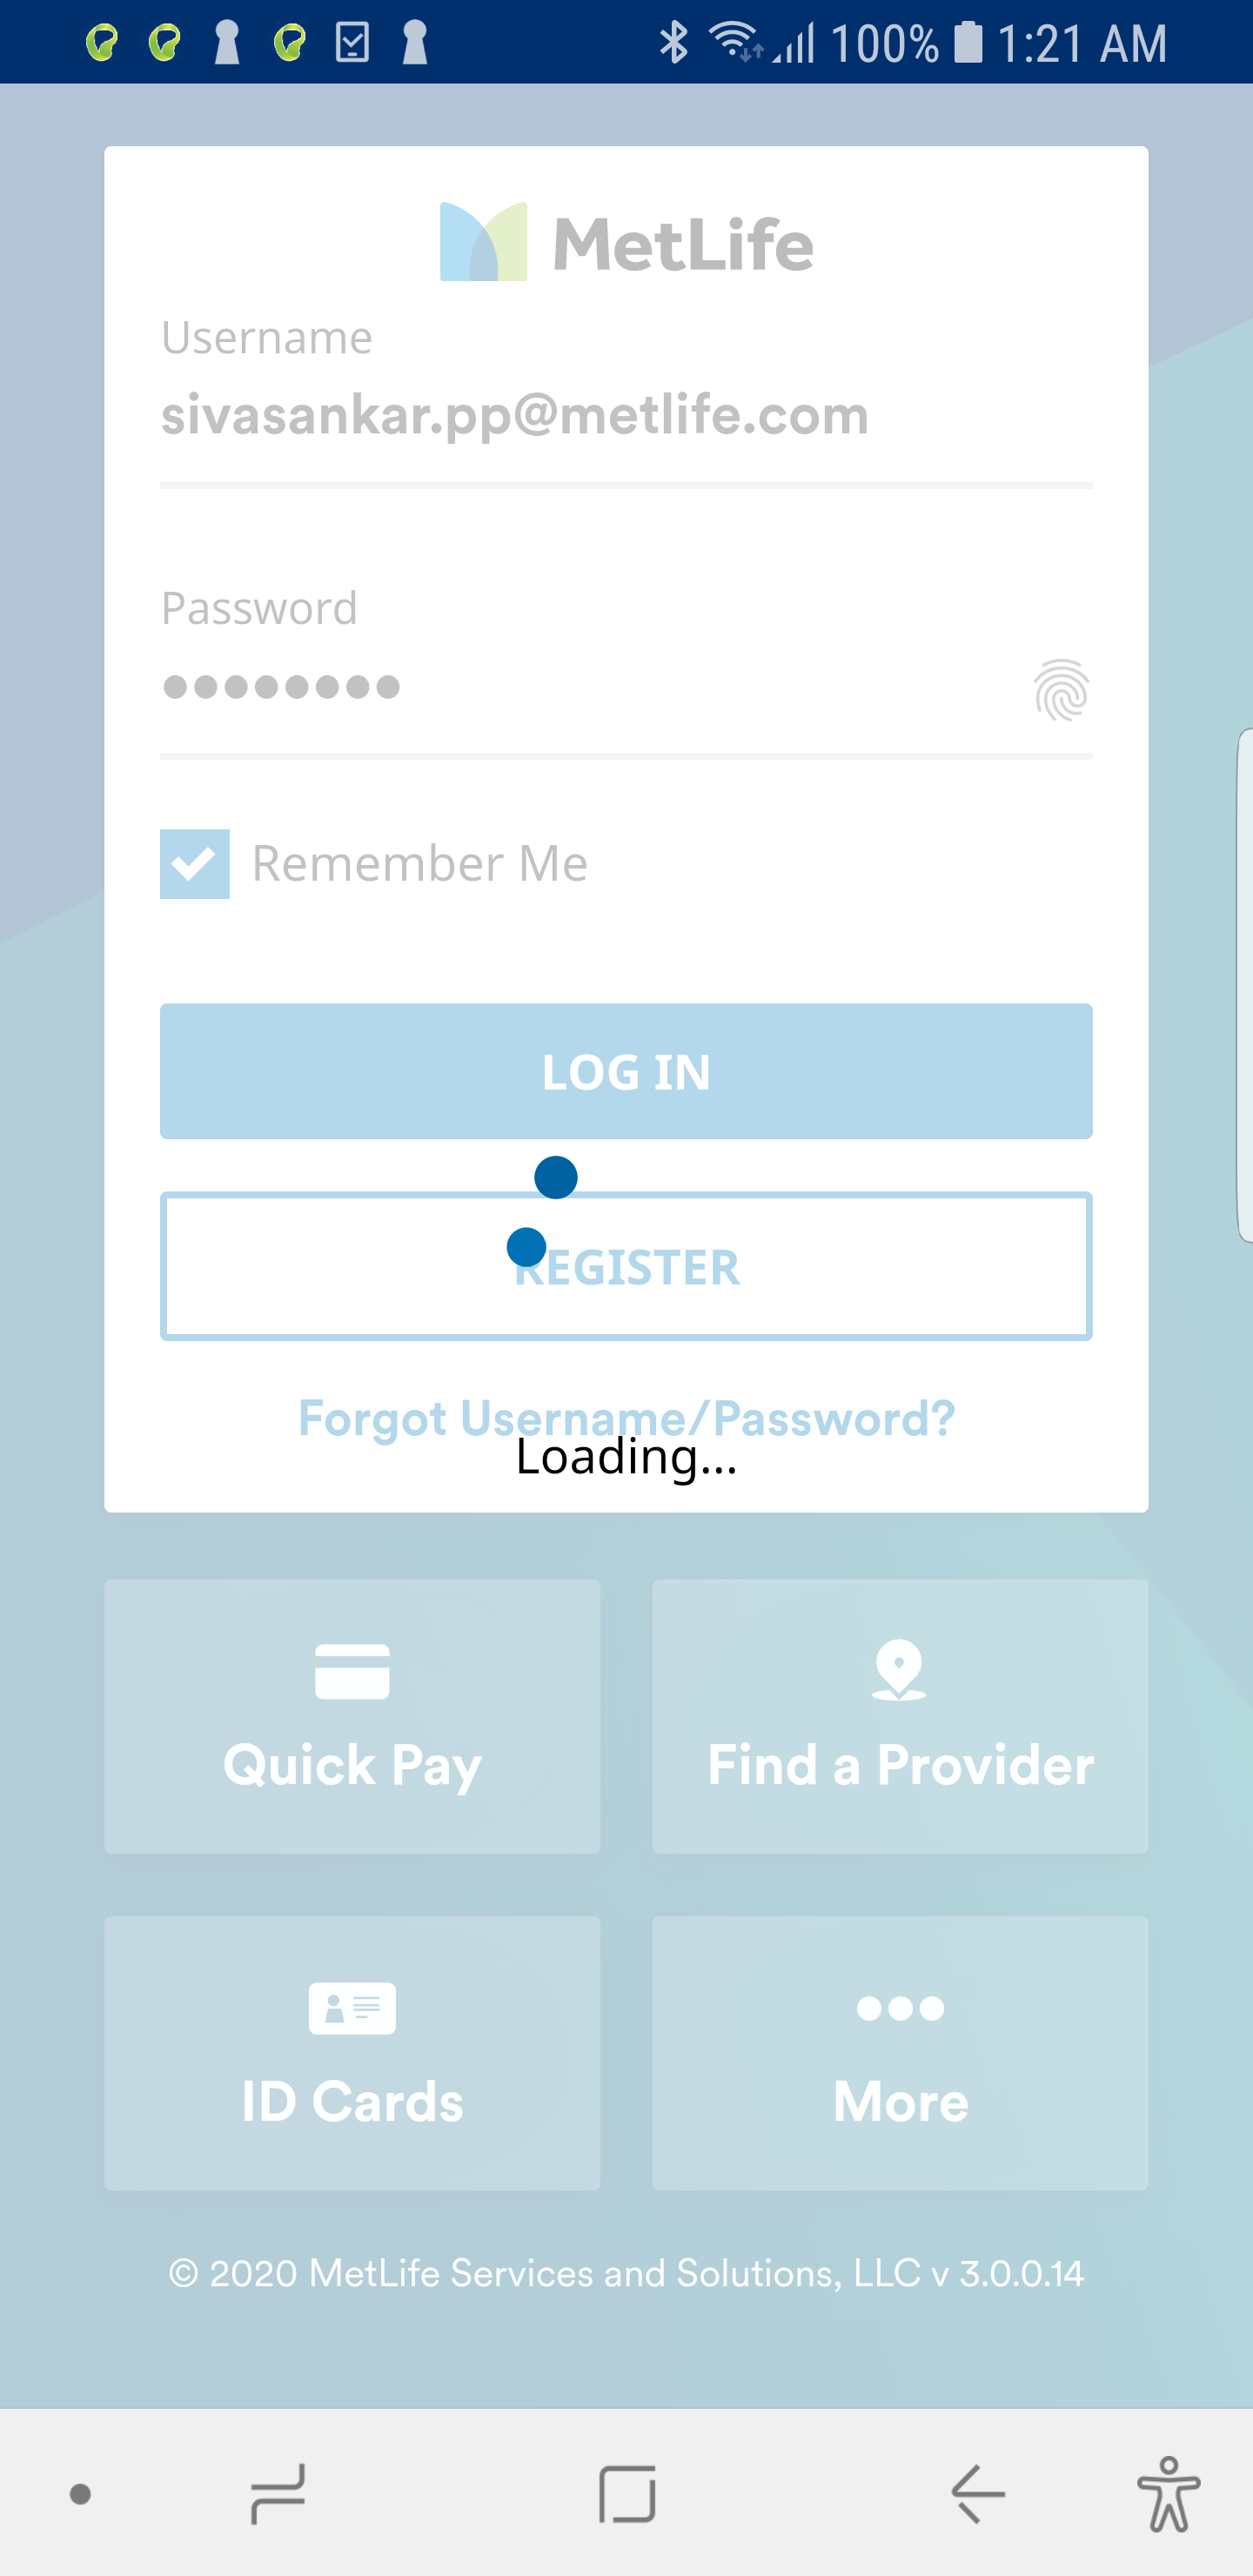 100% 1:21 AM
MetLife
Username
sivasankar.pp@metlife.com
Password
Remember Me
LOG IN
REGISTER
Forgot Username/Password?
Loading...
Quick Pay
Find a Provider
ID Cards
More
© 2020 MetLife Services and Solutions, LLC v 3.0.0.14